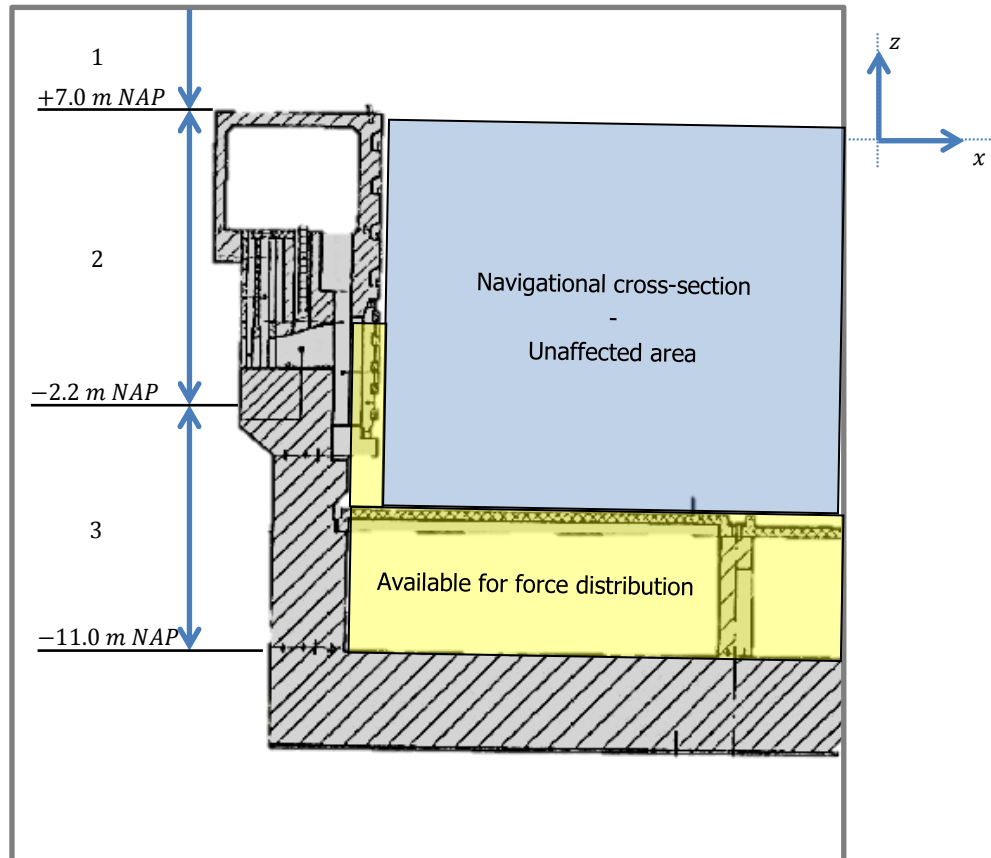 1
+7.0 m NAP
z
x
2
Navigational cross-section
-
Unaffected area
−2.2 m NAP
3
Available for force distribution
−11.0 m NAP